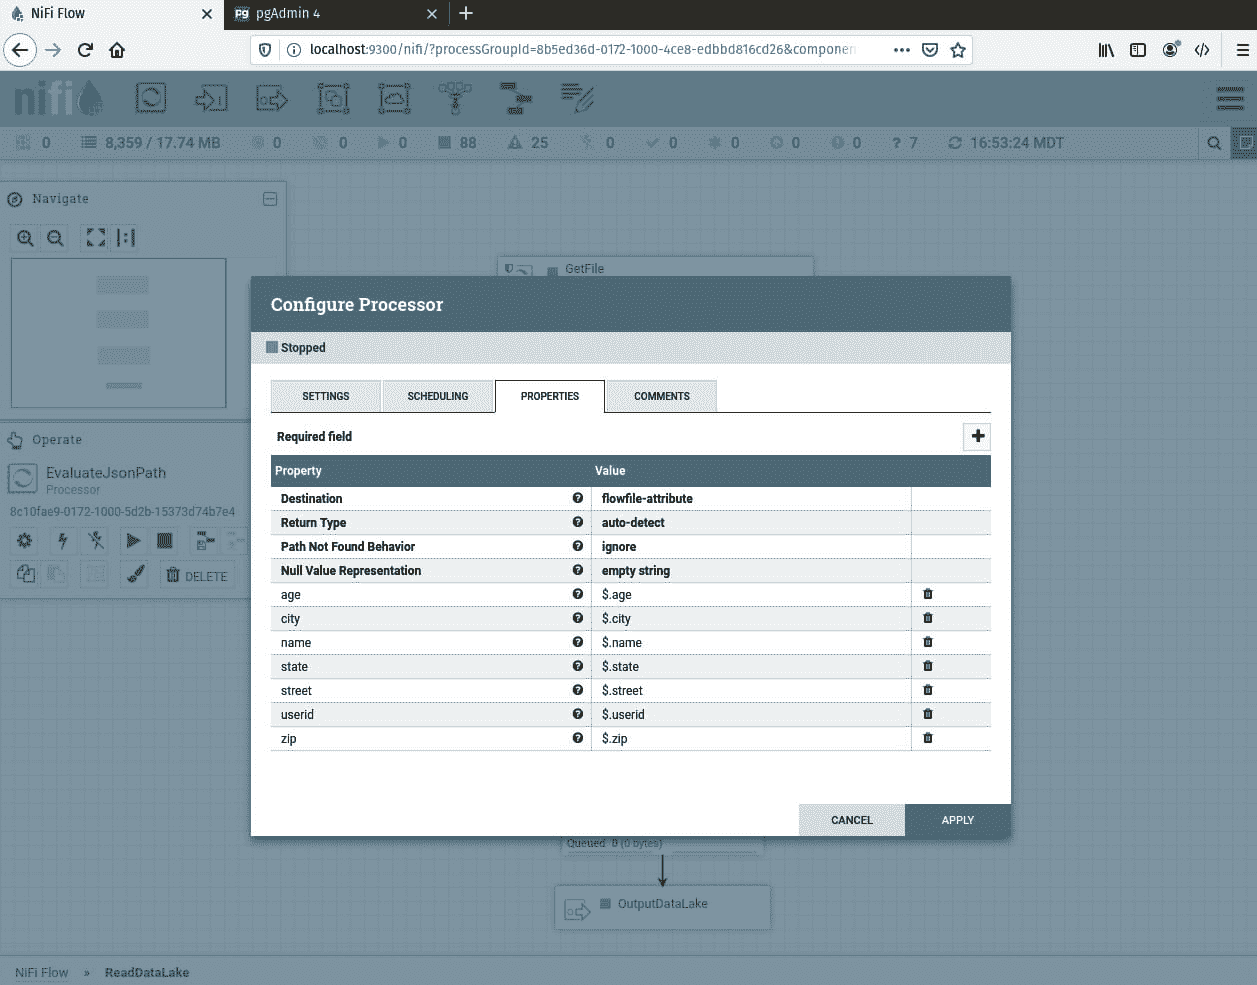 NiFi Flow
pgAdmin 4
localhost:9300/nifi/?processGroupId=8b5ed36d-0172-1000-4ce8-edbbd816cd26&componen
nifi
0
8,359 / 17.74 MB
0
0
0
88
25
0
0
0
0
0
? 7
16:53:24 MDT
Navigate
GetFile
Configure Processor
Stopped
SETTINGS
SCHEDULING
PROPERTIES
COMMENTS
Required field
Property
Value
Destination
flowfile-attribute
Return Type
auto-detect
Path Not Found Behavior
ignore
Null Value Representation
empty string
age
$.age
city
$.city
name
$.name
state
$.state
street
$.street
userid
$.userid
zip
$.zip
CANCEL
APPLY
Operate
EvaluateJsonPath
Processor
8c10fae9-0172-1000-5d2b-15373d74b7e4
DELETE
Queued 0 (0 bytes)
OutputDataLake
NiFi Flow » ReadDataLake